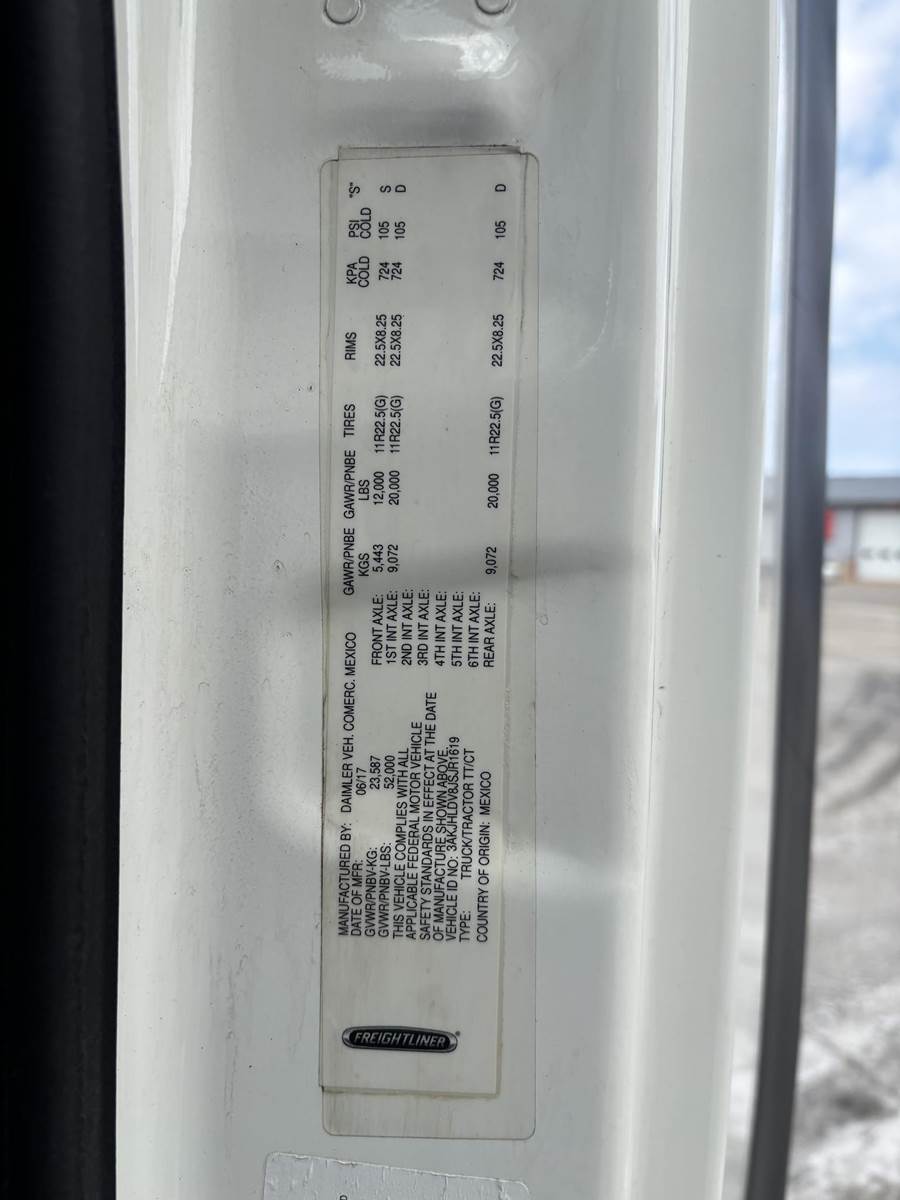 MANUFACTURED BY: DAIMLER VEH. COMERC. MEXICO
DATE OF MFR: 06/17
GVWR/PNBV-KG: 23,587
GVWR/PNBV-LBS: 52,000
THIS VEHICLE COMPLIES WITH ALL
APPLICABLE FEDERAL MOTOR VEHICLE
SAFETY STANDARDS IN EFFECT AT THE DATE
OF MANUFACTURE SHOWN ABOVE.
VEHICLE ID NO: 3AKJHLDV8JSJR1619
TYPE: TRUCK/TRACTOR TT/CT
COUNTRY OF ORIGIN: MEXICO
GAWR/PNBE GAWR/PNBE TIRES RIMS KPA PSI "S"
KGS LBS COLD COLD
FRONT AXLE: 5,443 12,000 11R22.5(G) 22.5X8.25 724 105 S
1ST INT AXLE: 9,072 20,000 11R22.5(G) 22.5X8.25 724 105 D
2ND INT AXLE:
3RD INT AXLE:
4TH INT AXLE:
5TH INT AXLE:
6TH INT AXLE:
REAR AXLE: 9,072 20,000 11R22.5(G) 22.5X8.25 724 105 D
FREIGHTLINER